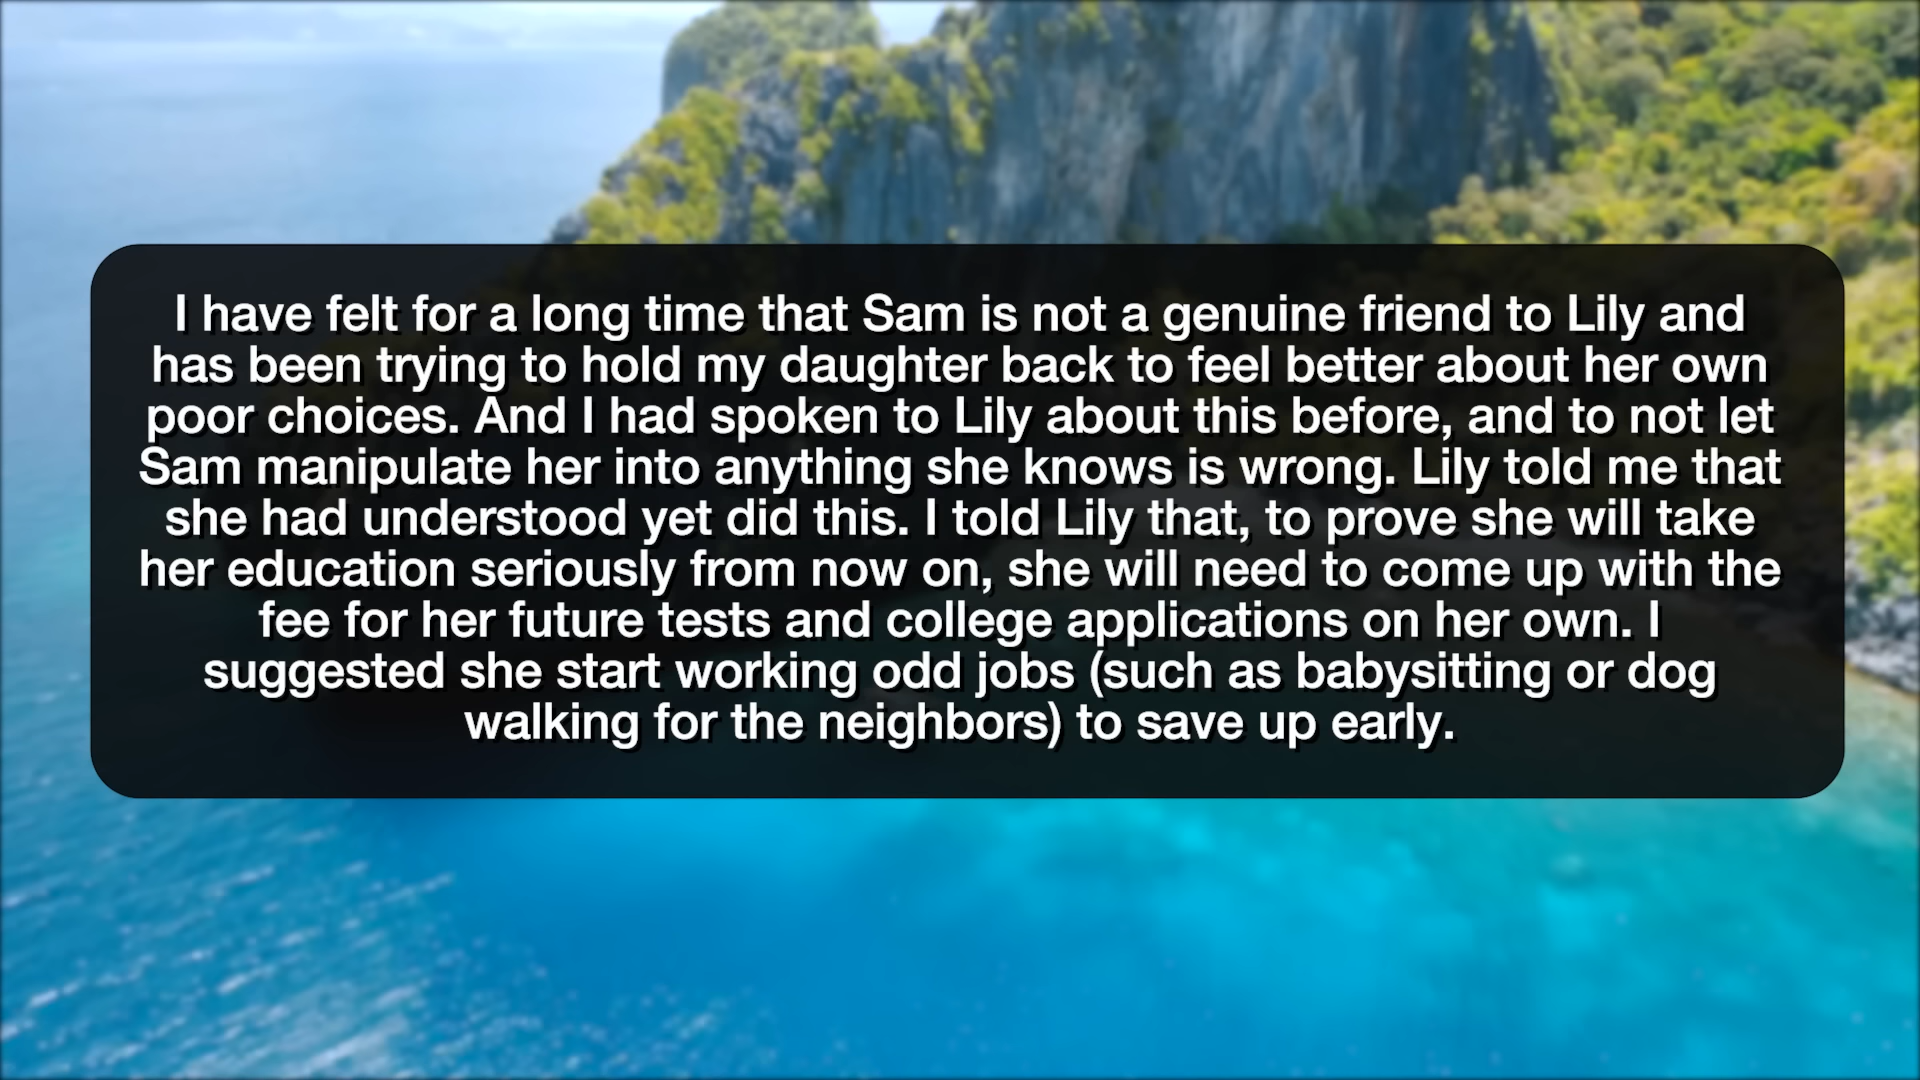 I have felt for a long time that Sam is not a genuine friend to Lily and
has been trying to hold my daughter back to feel better about her own
poor choices. And I had spoken to Lily about this before, and to not let
Sam manipulate her into anything she knows is wrong. Lily told me that
she had understood yet did this. I told Lily that, to prove she will take
her education seriously from now on, she will need to come up with the
fee for her future tests and college applications on her own. I
suggested she start working odd jobs (such as babysitting or dog
walking for the neighbors) to save up early.